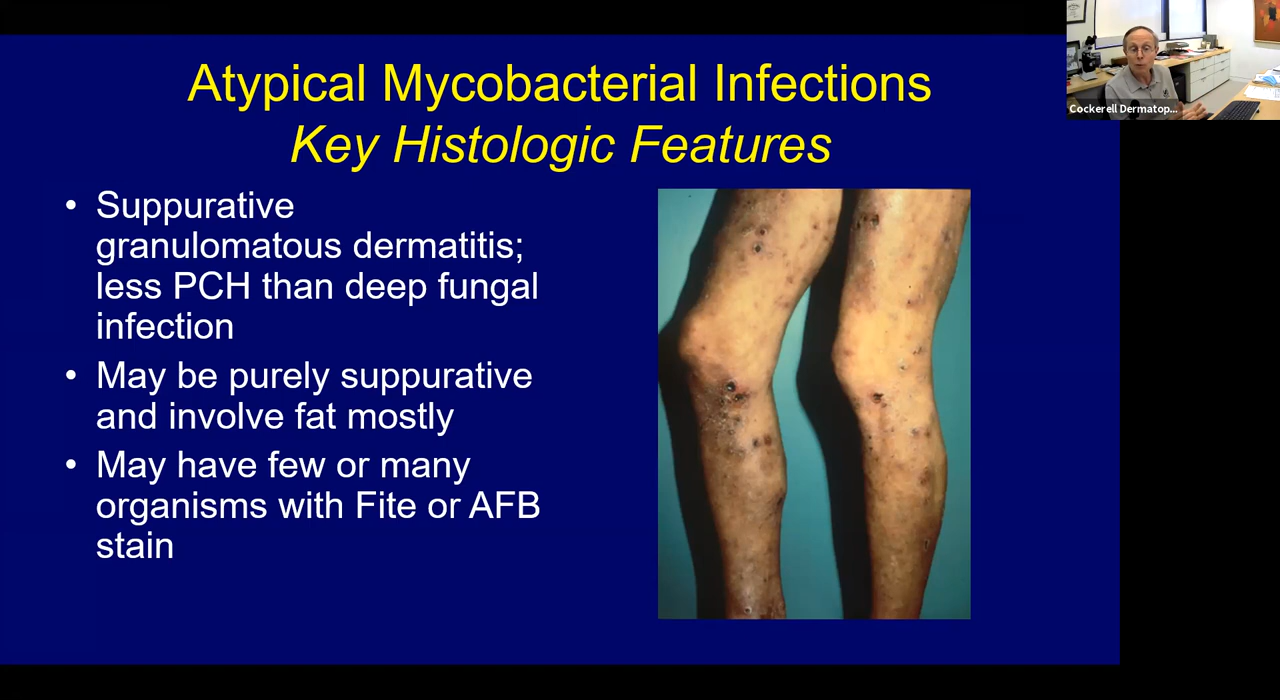 Atypical Mycobacterial Infections
Key Histologic Features
• Suppurative
granulomatous dermatitis;
less PCH than deep fungal
infection
• May be purely suppurative
and involve fat mostly
• May have few or many
organisms with Fite or AFB
stain
Cockerell Dermatop...